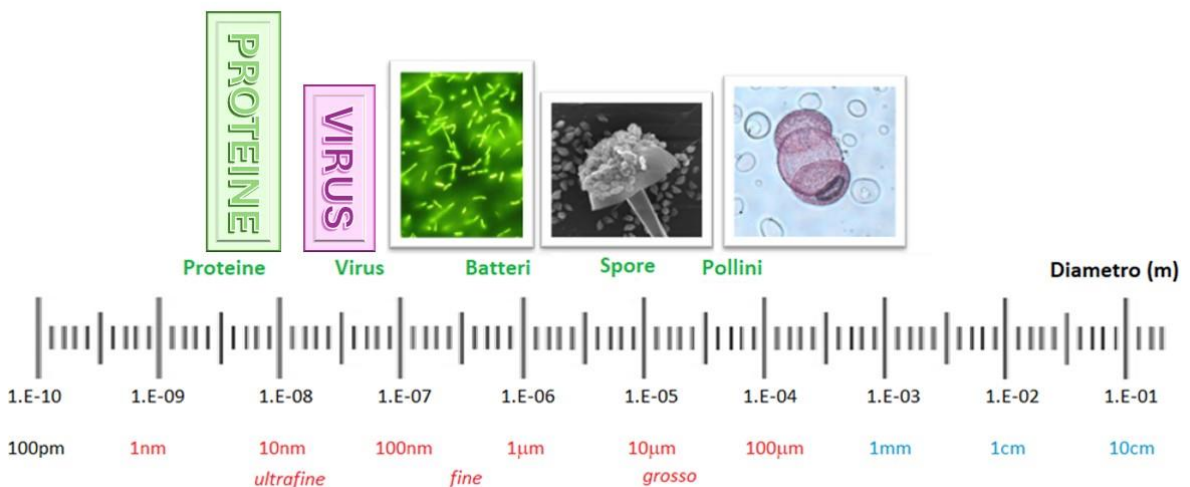 PROTEINE
VIRUS
Proteine Virus Batteri Spore Pollini Diametro (m)
1.E-10 1.E-09 1.E-08 1.E-07 1.E-06 1.E-05 1.E-04 1.E-03 1.E-02 1.E-01
100pm 1nm 10nm 100nm 1μm 10μm 100μm 1mm 1cm 10cm
ultrafine fine grosso